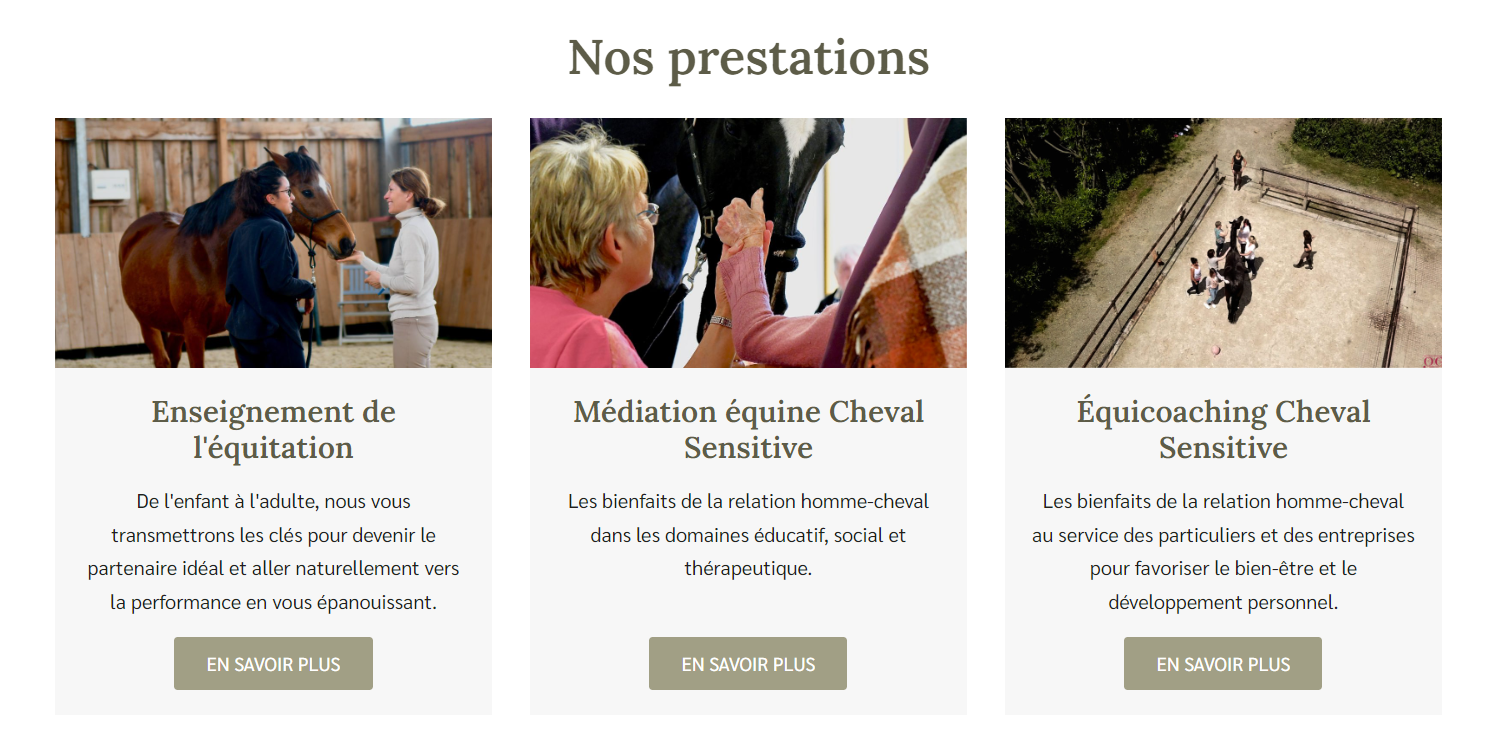 Nos prestations
Enseignement de
l'équitation
De l'enfant à l'adulte, nous vous
transmettrons les clés pour devenir le
partenaire idéal et aller naturellement vers
la performance en vous épanouissant.
EN SAVOIR PLUS
Médiation équine Cheval
Sensitive
Les bienfaits de la relation homme-cheval
dans les domaines éducatif, social et
thérapeutique.
EN SAVOIR PLUS
Équicoaching Cheval
Sensitive
Les bienfaits de la relation homme-cheval
au service des particuliers et des entreprises
pour favoriser le bien-être et le
développement personnel.
EN SAVOIR PLUS